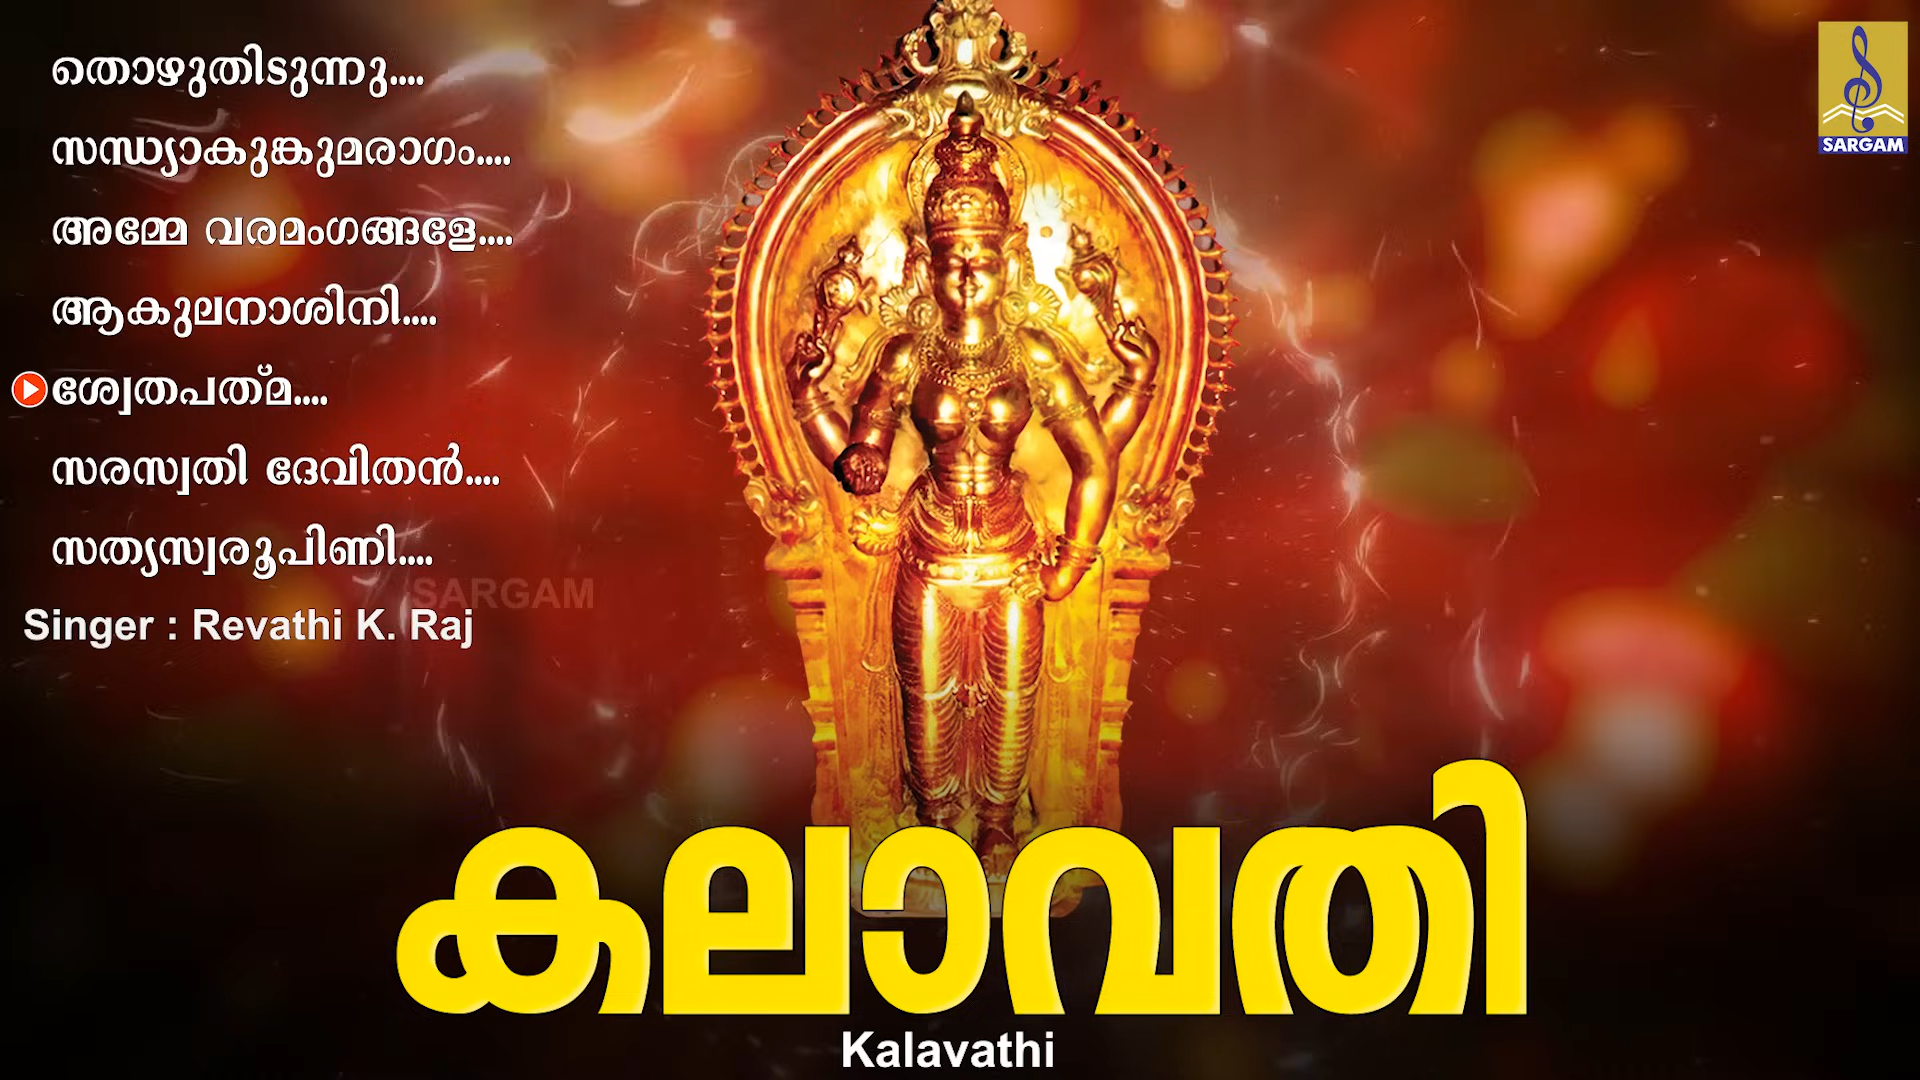 തൊഴുതിടുന്നു....
സന്ധ്യാകുങ്കുമരാഗം....
അമ്മേ വരമംഗങ്ങളേ....
ആകുലനാശിനി....
ശ്വേതപത്‌മ....
സരസ്വതി ദേവിതൻ....
സത്യസ്വരൂപിണി....
Singer : Revathi K. Raj
SARGAM
SARGAM
കലാവതി
Kalavathi